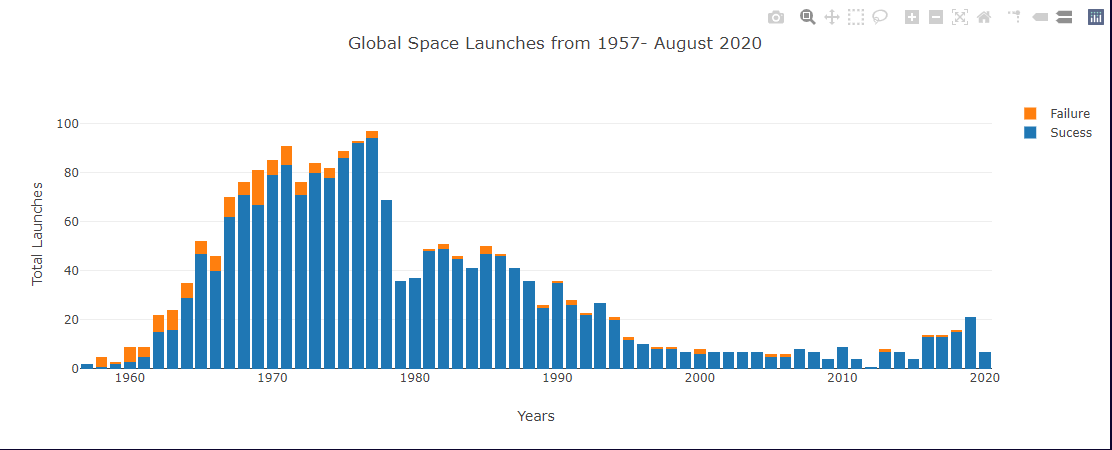 Global Space Launches from 1957- August 2020
Failure
Sucess
100
80
60
40
20
0
Total Launches
1960 1970 1980 1990 2000 2010 2020
Years